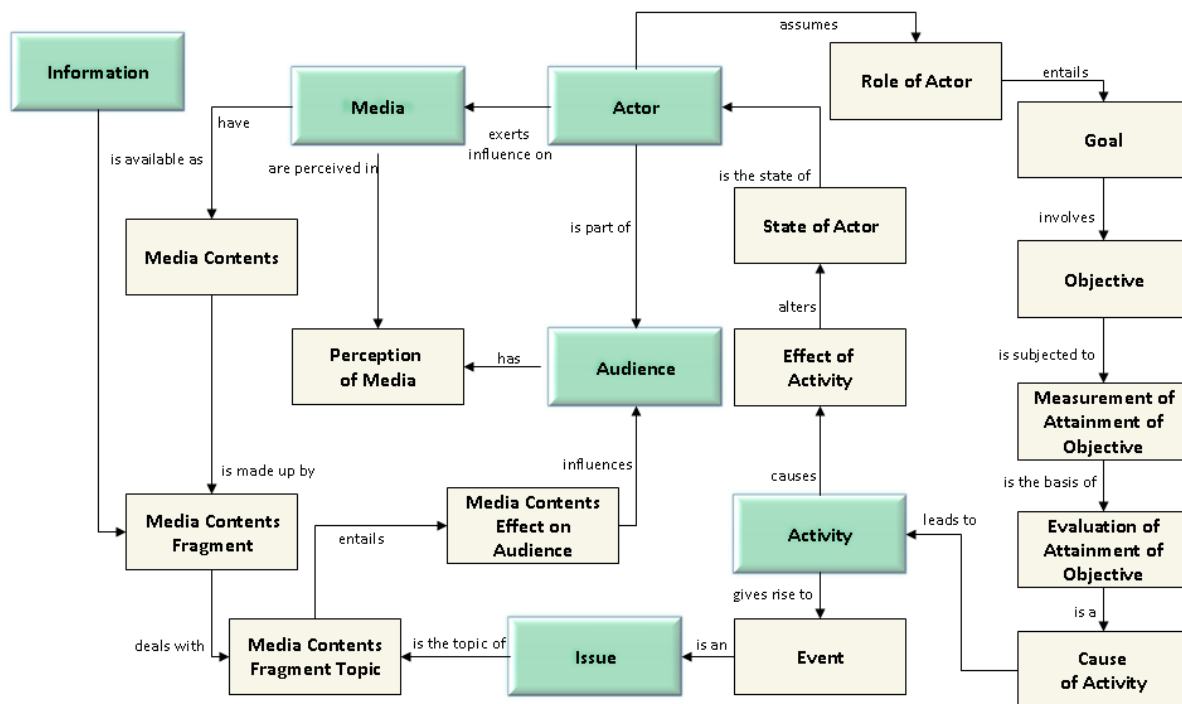 assumes
Information
Role of Actor
entails
Media
Actor
have
exerts
influence on
Goal
is available as
are perceived in
is the state of
involves
Media Contents
is part of
State of Actor
Objective
alters
is subjected to
Perception
of Media
has
Audience
Effect of
Activity
Measurement of
Attainment of
Objective
is made up by
influences
causes
is the basis of
Media Contents
Fragment
entails
Media Contents
Effect on
Audience
Activity
leads to
Evaluation of
Attainment of
Objective
gives rise to
is a
deals with
Media Contents
Fragment Topic
is the topic of
Issue
is an
Event
Cause
of Activity